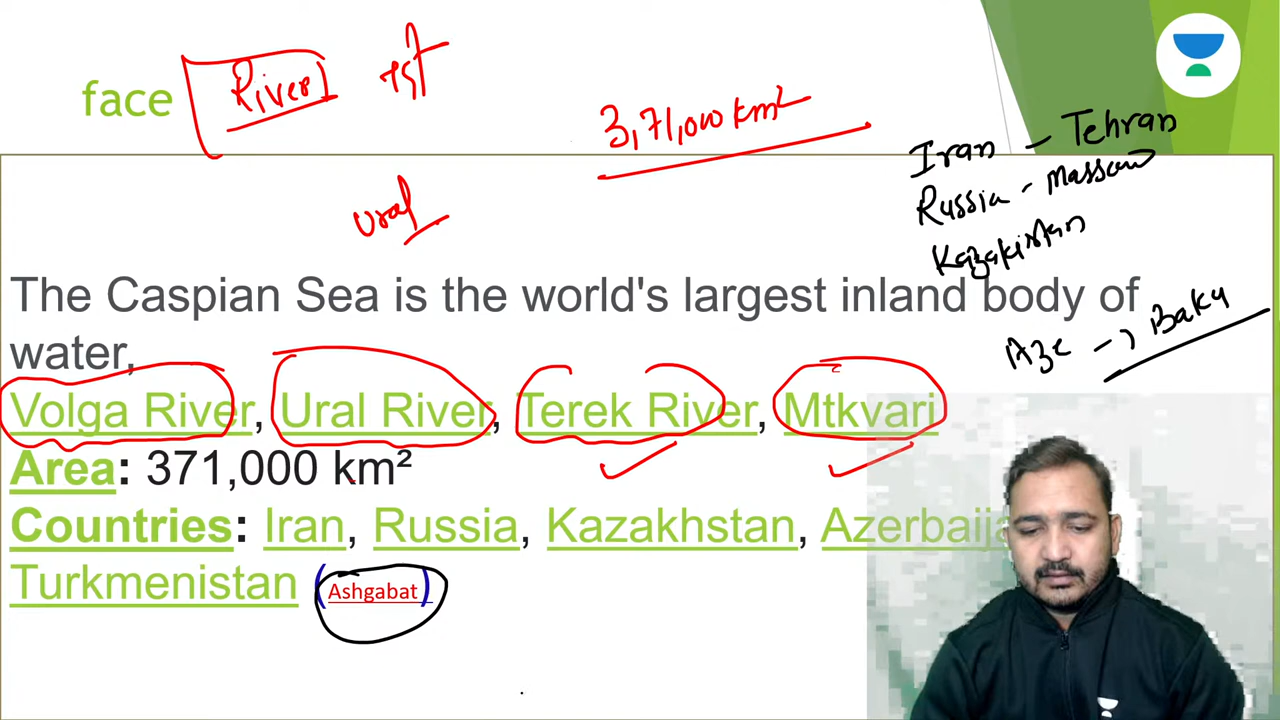 face River 1st
3,71,000 km²
Iran - Tehran
Russia - Massow
Kazakistan
Ural
Aze → Baku
The Caspian Sea is the world's largest inland body of
water,
Volga River, Ural River, Terek River, Mtkvari
Area: 371,000 km²
Countries: Iran, Russia, Kazakhstan, Azerbaija
Turkmenistan (Ashgabat)